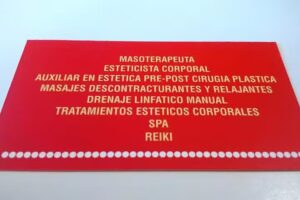 MASOTERAPEUTA
ESTETICISTA CORPORAL
AUXILIAR EN ESTETICA PRE-POST CIRUGIA PLASTICA
MASAJES DESCONTRACTURANTES Y RELAJANTES
DRENAJE LINFATICO MANUAL
TRATAMIENTOS ESTETICOS CORPORALES
SPA
REIKI